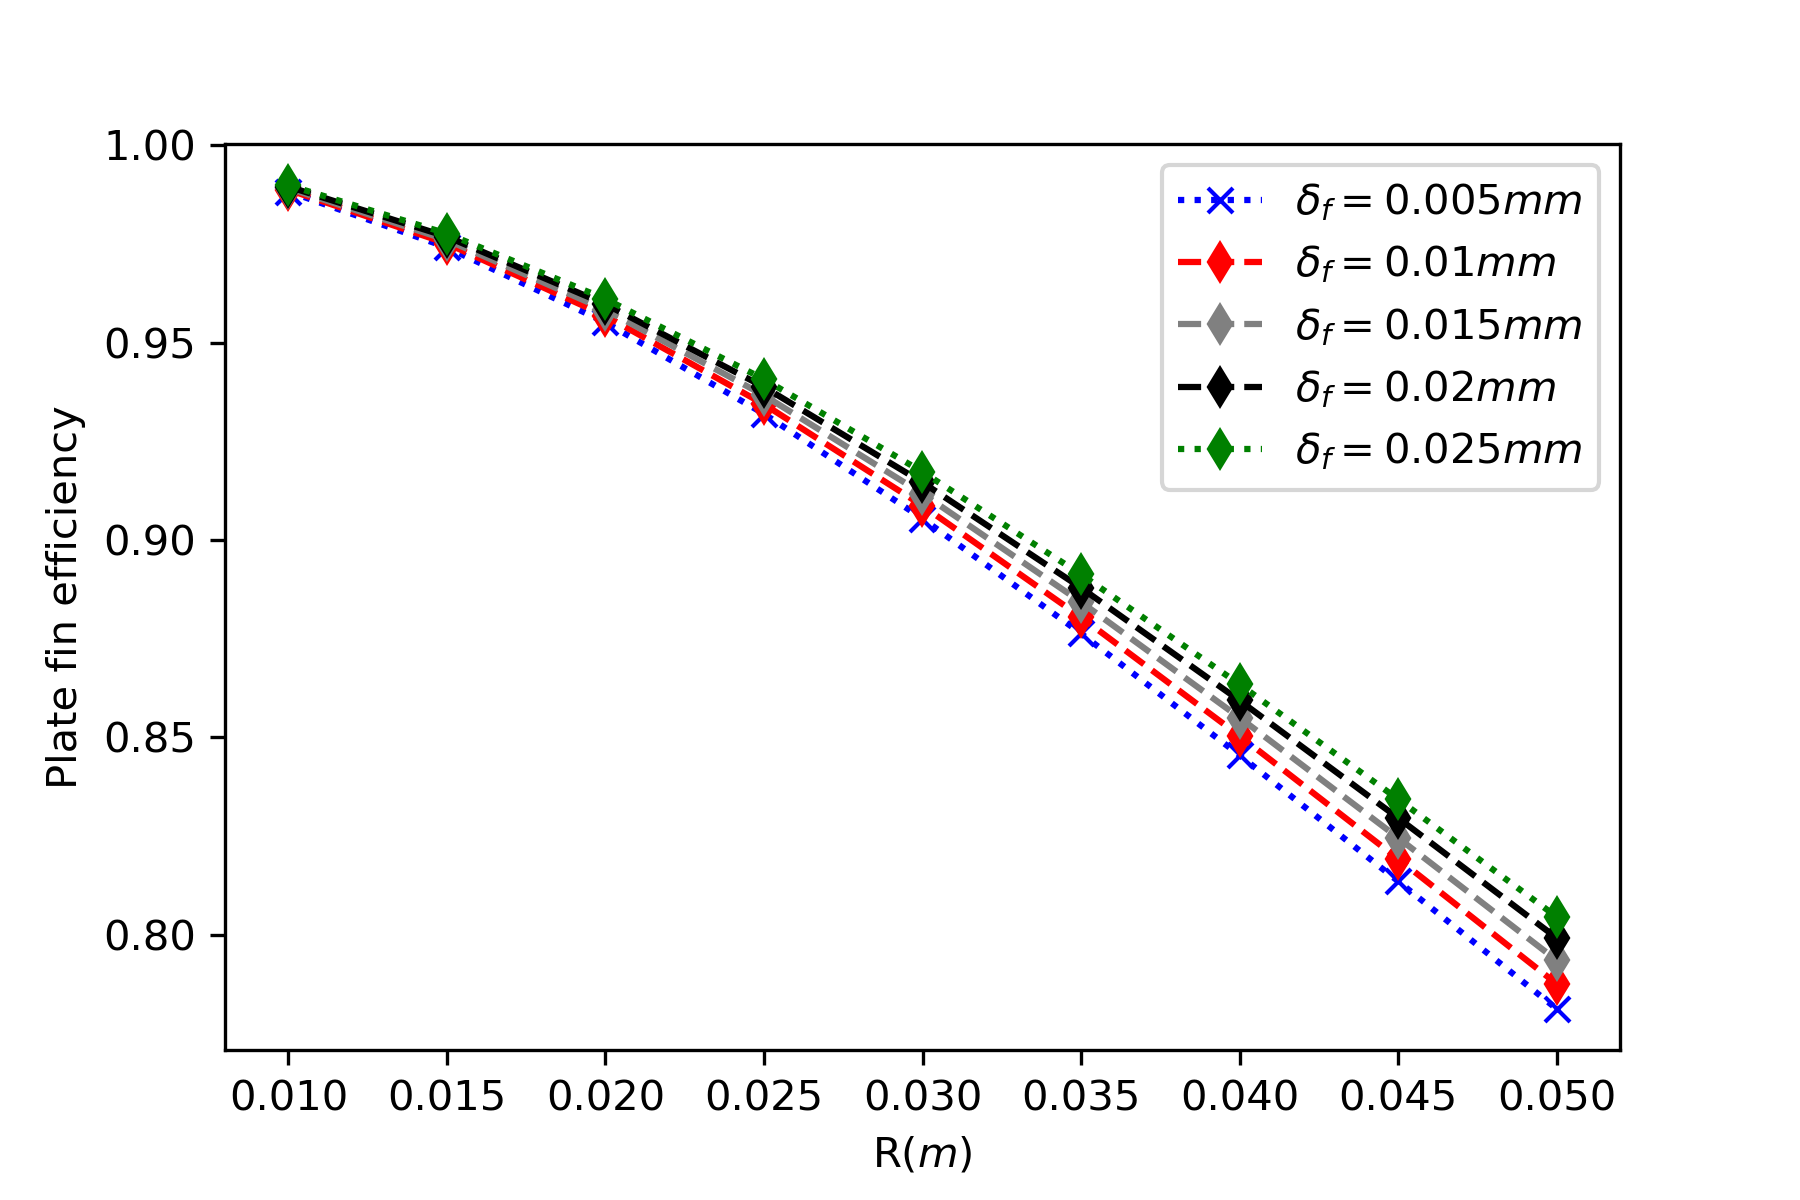 1.00
0.95
0.90
0.85
0.80
Plate fin efficiency
δf = 0.005mm
δf = 0.01mm
δf = 0.015mm
δf = 0.02mm
δf = 0.025mm
0.010 0.015 0.020 0.025 0.030 0.035 0.040 0.045 0.050
R(m)